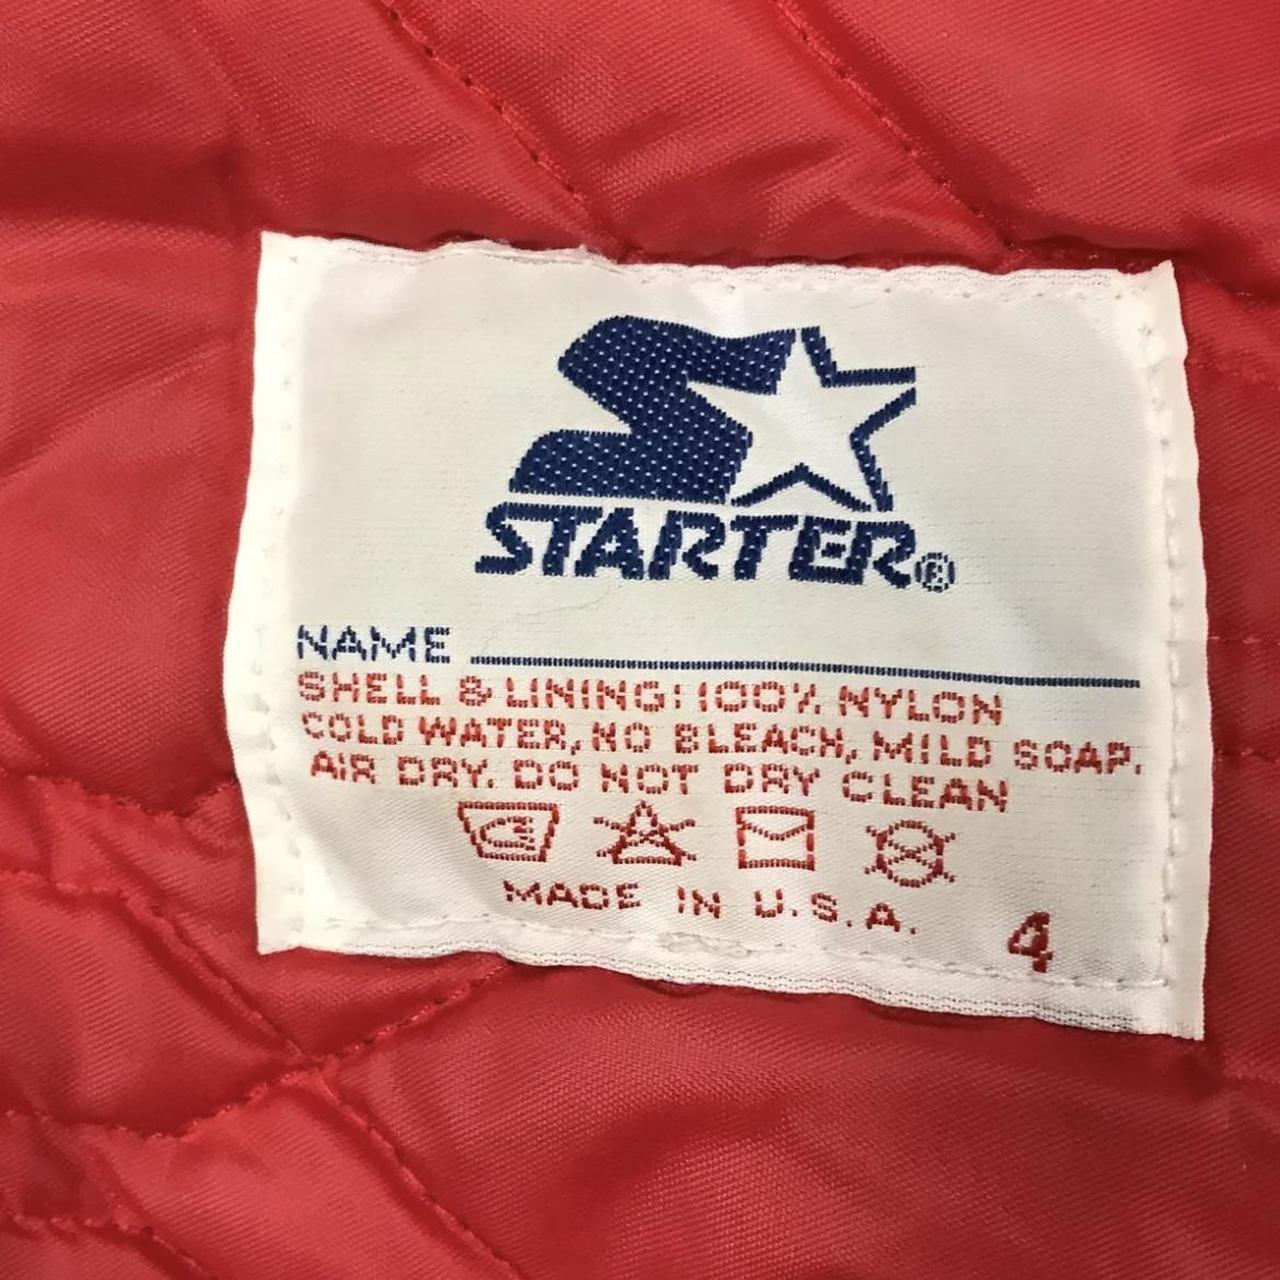 STARTER®
NAME
SHELL & LINING: 100% NYLON
COLD WATER, NO BLEACH, MILD SOAP.
AIR DRY. DO NOT DRY CLEAN
MADE IN U.S.A.
4